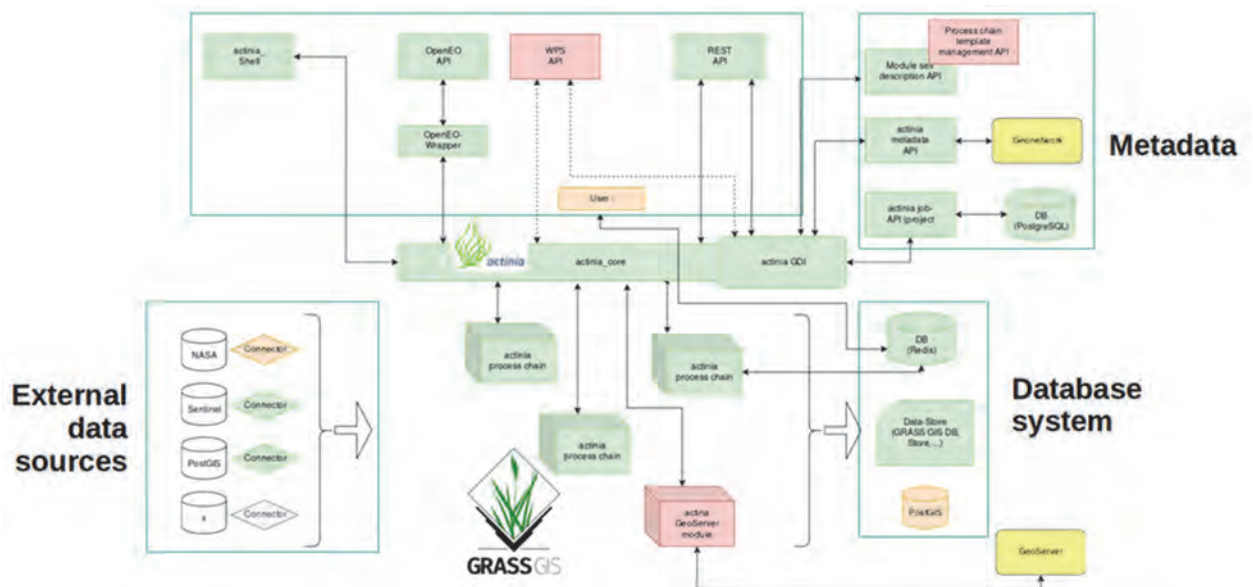 actinia_
Shell
OpenEO
API
WPS
API
REST
API
Process chain
template
management API
Module self
description API
OpenEO-
Wrapper
actinia
metadata
API
Geonetwork
Metadata
User :
actinia job-
API (project
DB
(PostgreSQL)
actinia
actinia_core
actinia GDI
NASA
Connector
Sentinel
Connector
PostGIS
Connector
x
Connector
External
data
sources
actinia
process chain
actinia
process chain
actinia
process chain
actinia
GeoServer
module
GRASS GIS
DB
(Redis)
Data-Store
(GRASS GIS DB,
Store,...)
PostGIS
Database
system
GeoServer